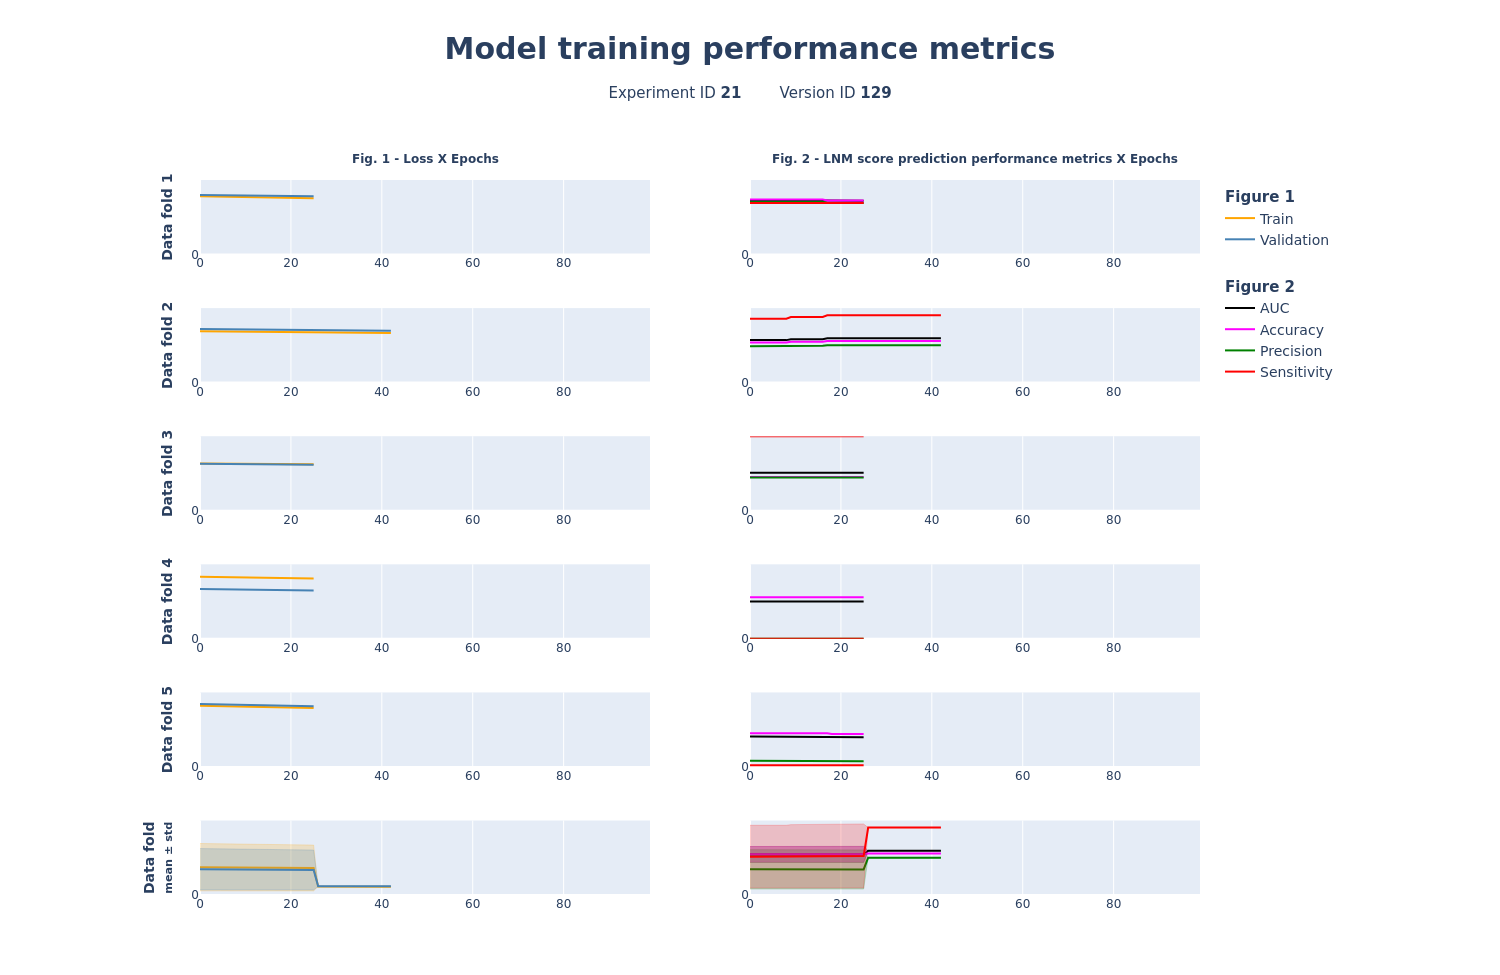 Model training performance metrics
Experiment ID 21 Version ID 129
Fig. 1 - Loss X Epochs
Fig. 2 - LNM score prediction performance metrics X Epochs
Data fold 1
0
0 20 40 60 80
0
0 20 40 60 80
Figure 1
Train
Validation
Figure 2
AUC
Accuracy
Precision
Sensitivity
Data fold 2
0
0 20 40 60 80
0
0 20 40 60 80
Data fold 3
0
0 20 40 60 80
0
0 20 40 60 80
Data fold 4
0
0 20 40 60 80
0
0 20 40 60 80
Data fold 5
0
0 20 40 60 80
0
0 20 40 60 80
Data fold
mean ± std
0
0 20 40 60 80
0
0 20 40 60 80